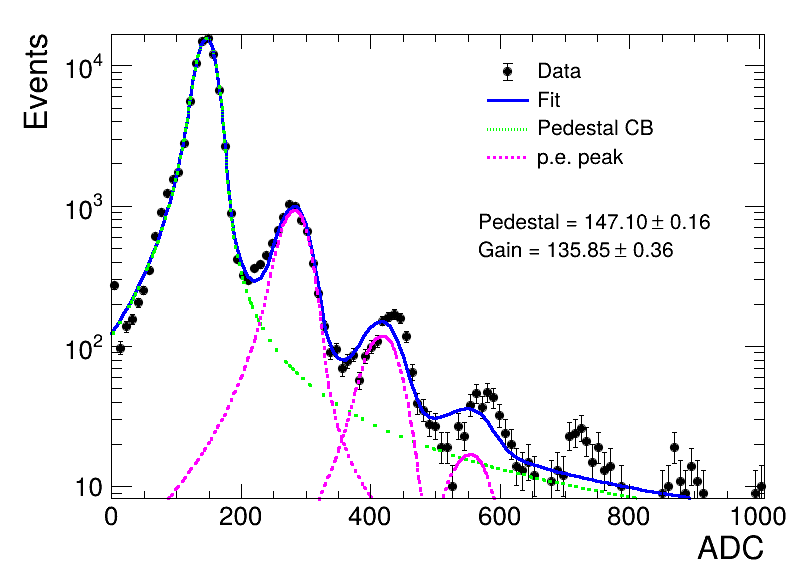 Events
10⁴
10³
10²
10
Data
Fit
Pedestal CB
p.e. peak
Pedestal = 147.10 ± 0.16
Gain = 135.85 ± 0.36
0 200 400 600 800 1000
ADC